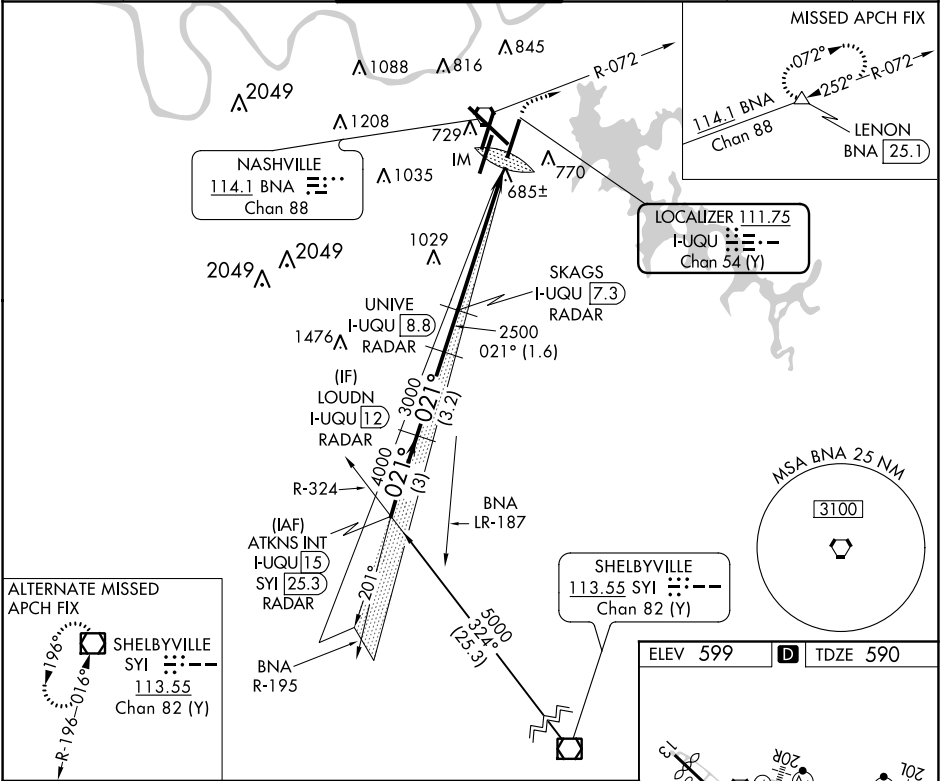 MISSED APCH FIX
072°
252°
R-072
114.1 BNA
Chan 88
LENON
BNA 25.1
845
1088
816
R-072
2049
1208
729
IM
770
685±
1035
NASHVILLE
114.1 BNA
Chan 88
LOCALIZER 111.75
I-UQU
Chan 54 (Y)
1029
2049
2049
SKAGS
I-UQU 7.3
RADAR
UNIVE
I-UQU 8.8
RADAR
2500
021° (1.6)
1476
(IF)
LOUDN
I-UQU 12
RADAR
3000
021°
(3.2)
4000
021°
(3)
R-324
BNA
LR-187
(IAF)
ATKNS INT
I-UQU 15
SYI 25.3
RADAR
201°
BNA
R-195
5000
324°
(25.3)
MSA BNA 25 NM
3100
SHELBYVILLE
113.55 SYI
Chan 82 (Y)
ALTERNATE MISSED
APCH FIX
SHELBYVILLE
SYI
113.55
Chan 82 (Y)
196°
R-196
016°
ELEV 599
D
TDZE 590
13
20R
20L